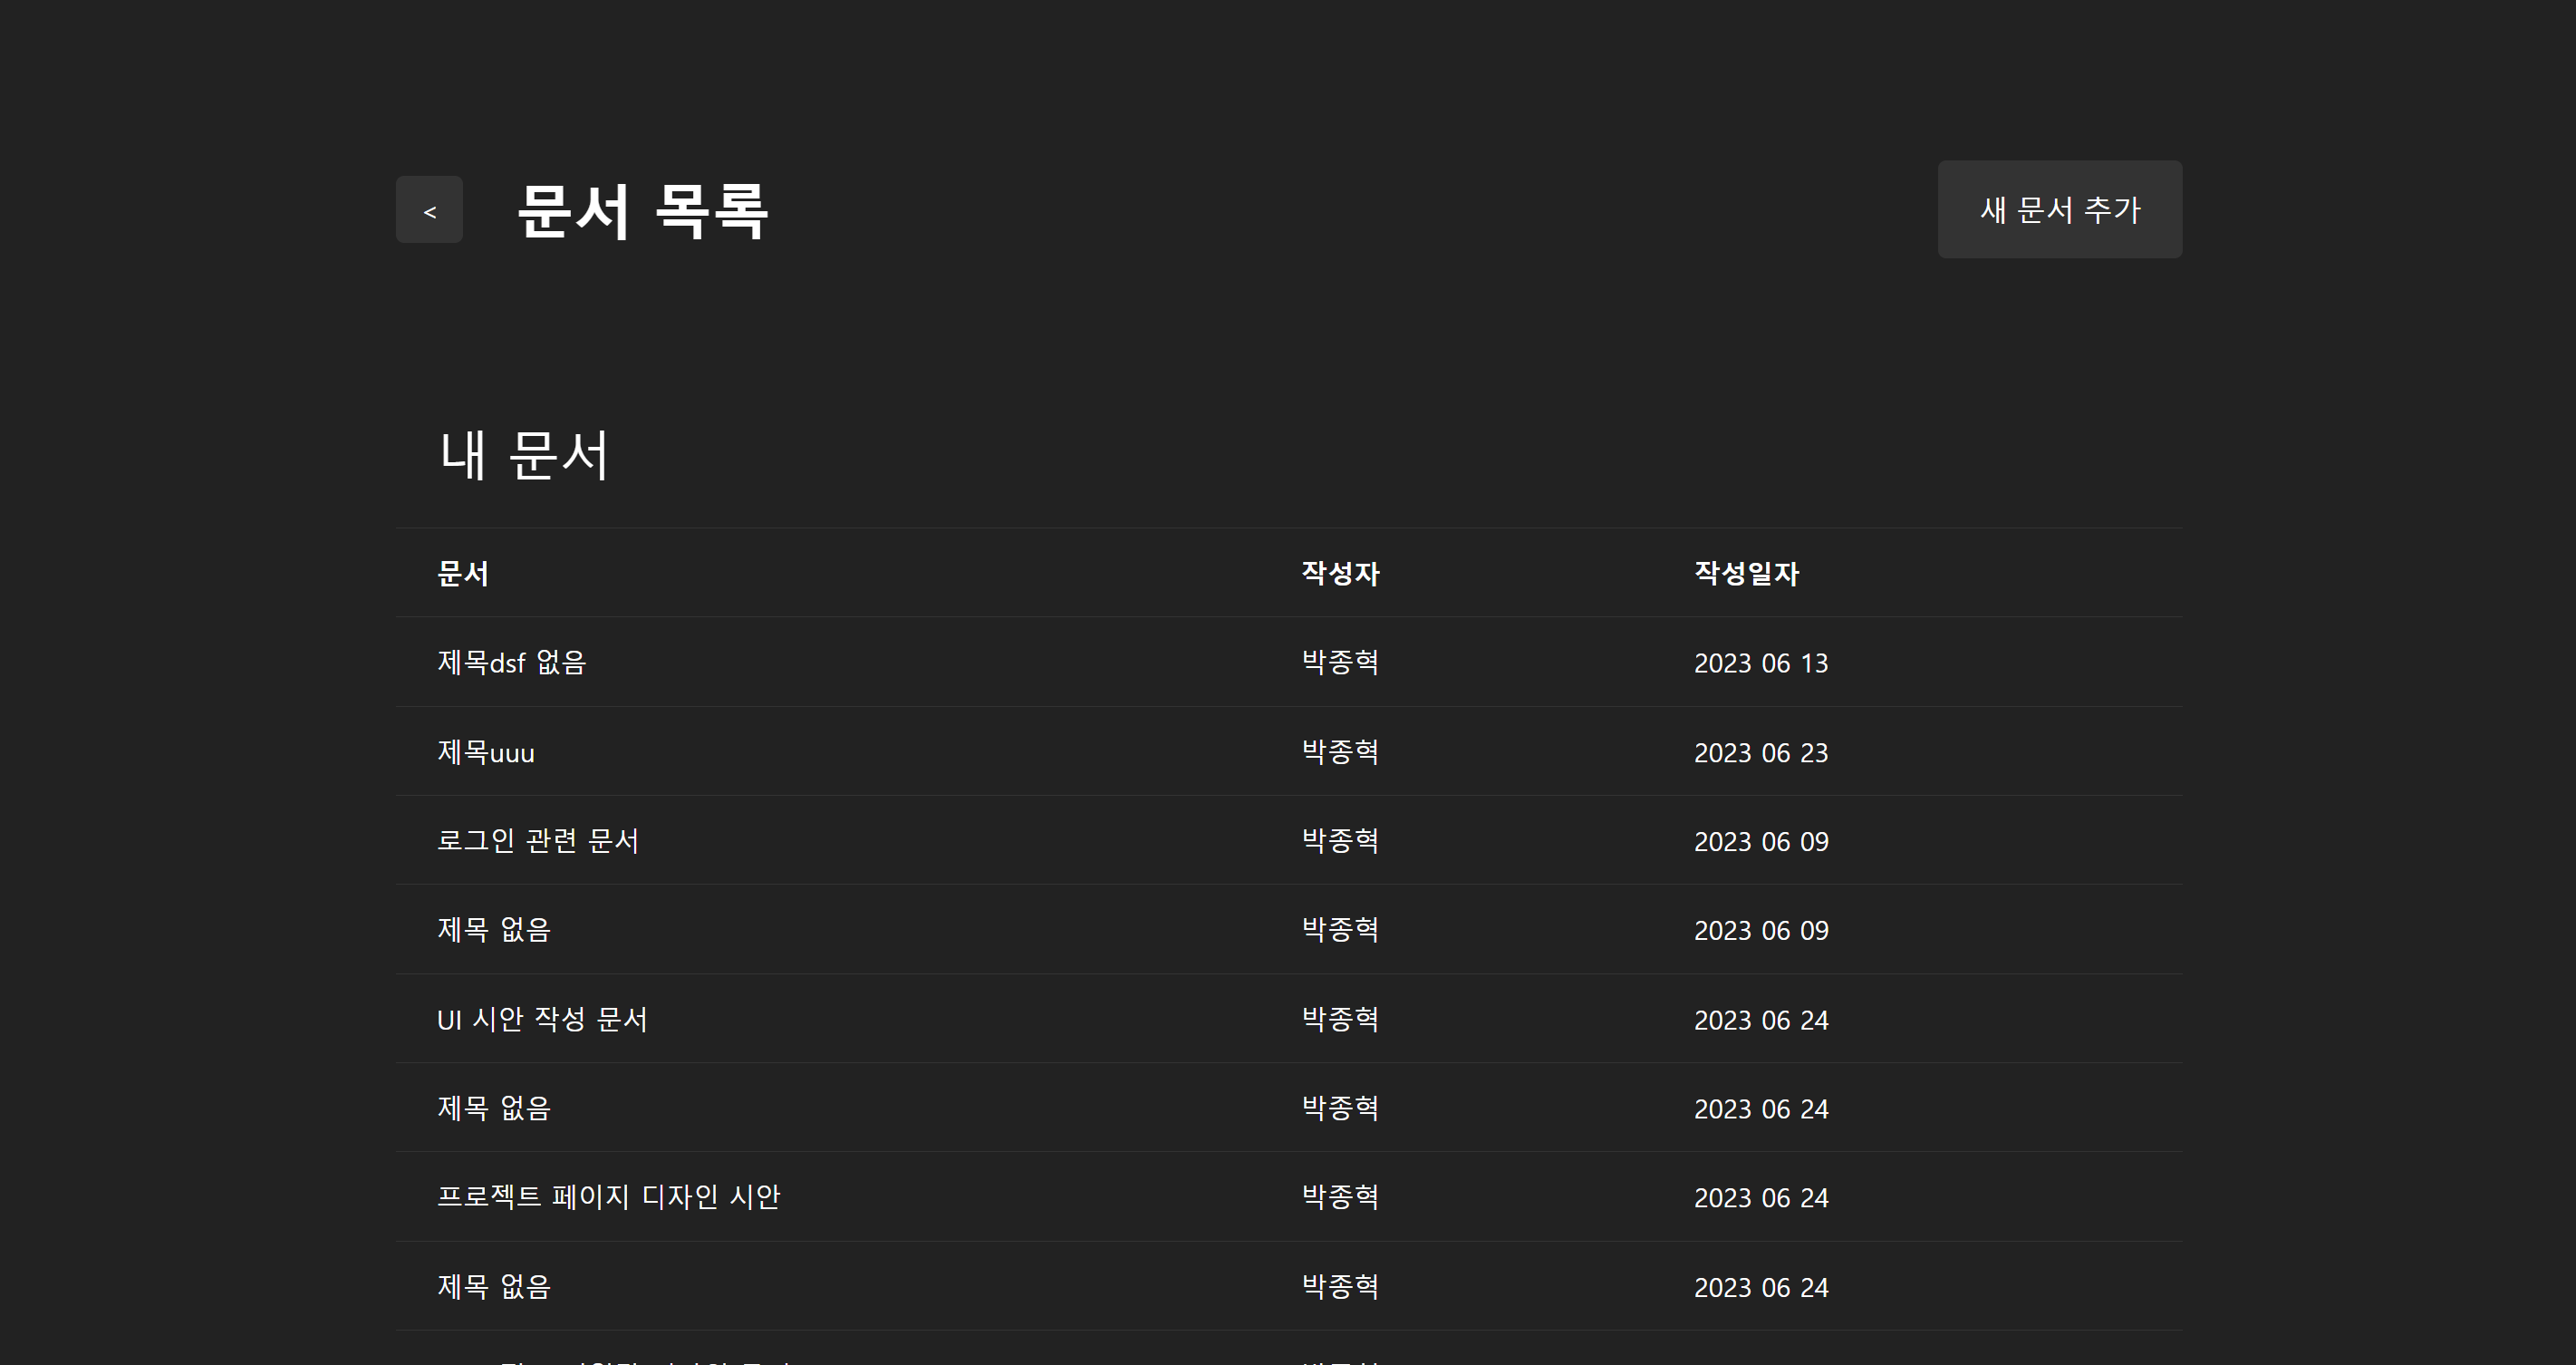 < 문서 목록 새 문서 추가
내 문서
문서 작성자 작성일자
제목dsf 없음 박종혁 2023 06 13
제목uuu 박종혁 2023 06 23
로그인 관련 문서 박종혁 2023 06 09
제목 없음 박종혁 2023 06 09
UI 시안 작성 문서 박종혁 2023 06 24
제목 없음 박종혁 2023 06 24
프로젝트 페이지 디자인 시안 박종혁 2023 06 24
제목 없음 박종혁 2023 06 24